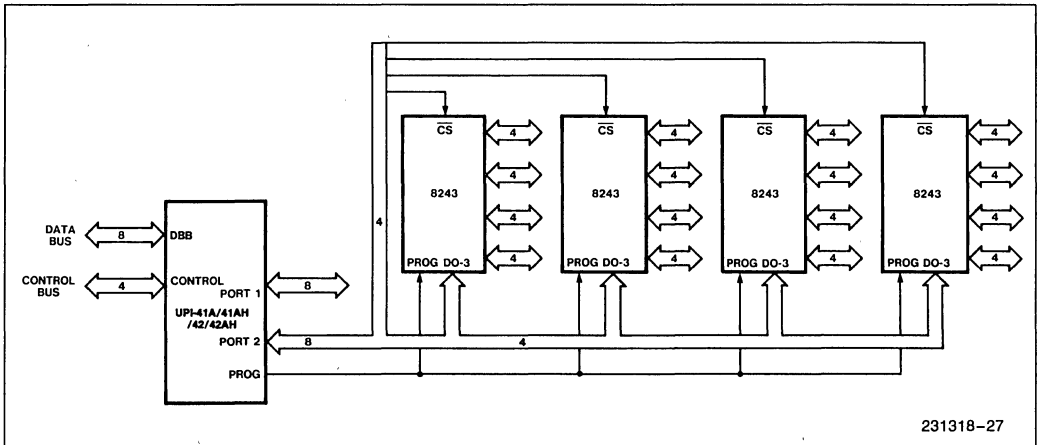 CS
4
8243
4
4
4
PROG DO-3
CS
4
8243
4
4
4
PROG DO-3
CS
4
8243
4
4
4
PROG DO-3
CS
4
8243
4
4
4
PROG DO-3
4
DATA
BUS
8
DBB
CONTROL
BUS
4
CONTROL
PORT 1
8
UPI-41A/41AH
/42/42AH
PORT 2
8
4
PROG
231318-27